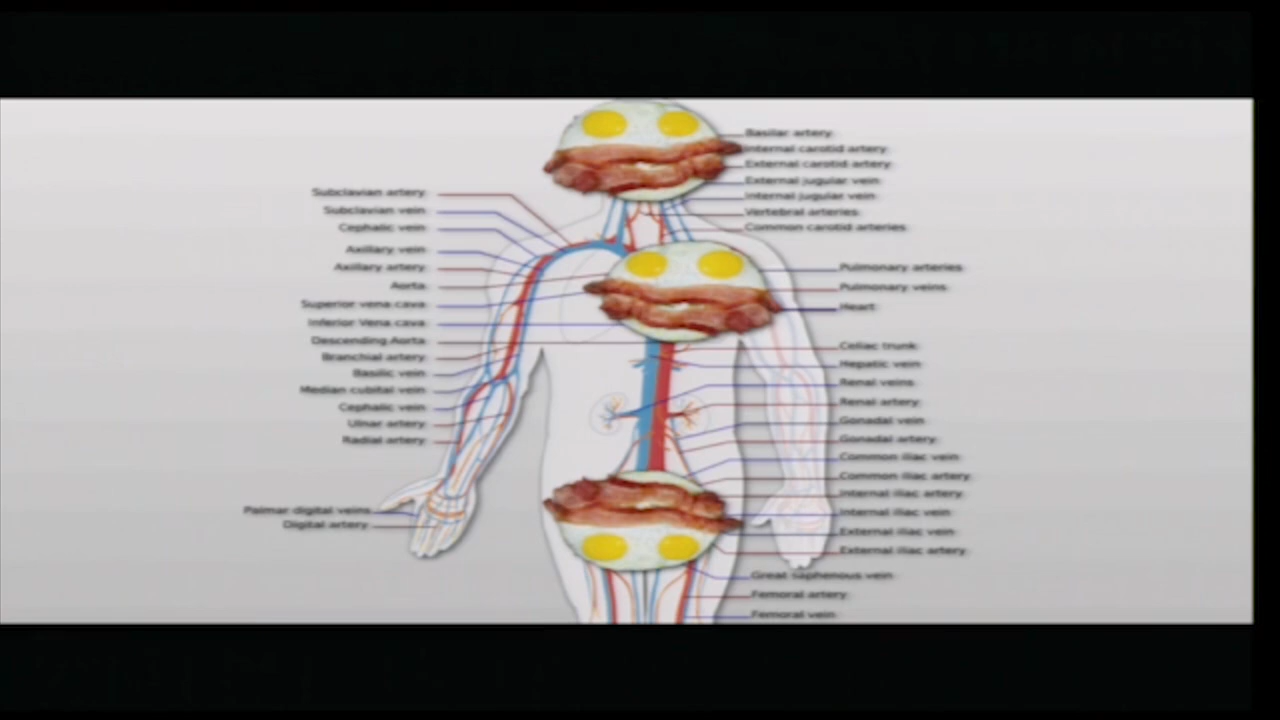 Subclavian artery
Subclavian vein
Cephalic vein
Axillary vein
Axillary artery
Aorta
Superior vena cava
Inferior Vena cava
Descending Aorta
Branchial artery
Basilic vein
Median cubital vein
Cephalic vein
Ulnar artery
Radial artery
Palmar digital veins
Digital artery
Basilar artery
Internal carotid artery
External carotid artery
External jugular vein
Internal jugular vein
Vertebral arteries
Common carotid arteries
Pulmonary arteries
Pulmonary veins
Heart
Celiac trunk
Hepatic vein
Renal veins
Renal artery
Gonadal vein
Gonadal artery
Common iliac vein
Common iliac artery
Internal iliac artery
Internal iliac vein
External iliac vein
External iliac artery
Great saphenous vein
Femoral artery
Femoral vein